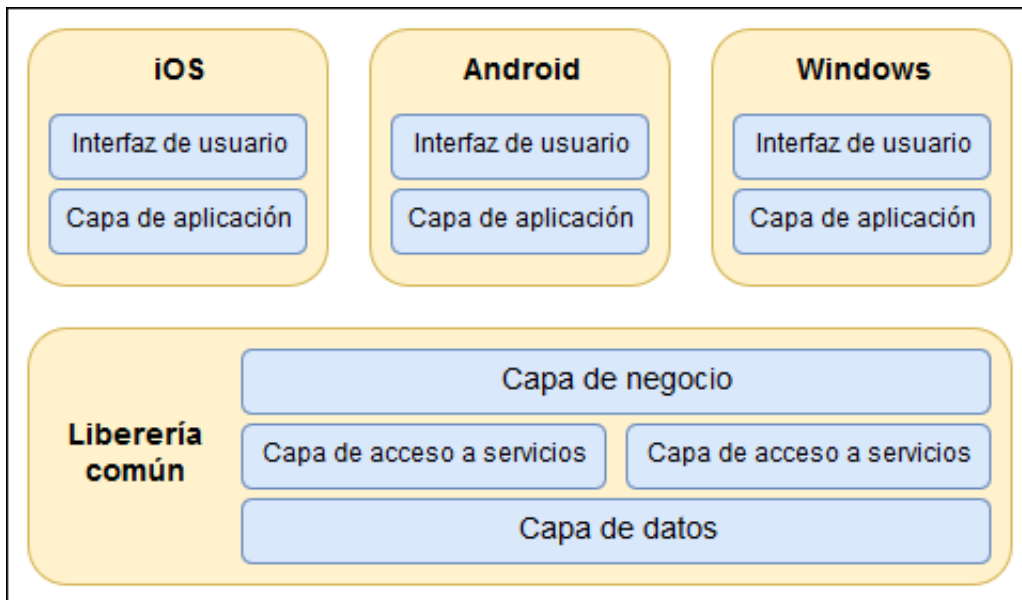 iOS
Android
Windows
Interfaz de usuario
Interfaz de usuario
Interfaz de usuario
Capa de aplicación
Capa de aplicación
Capa de aplicación
Liberería
común
Capa de negocio
Capa de acceso a servicios
Capa de acceso a servicios
Capa de datos